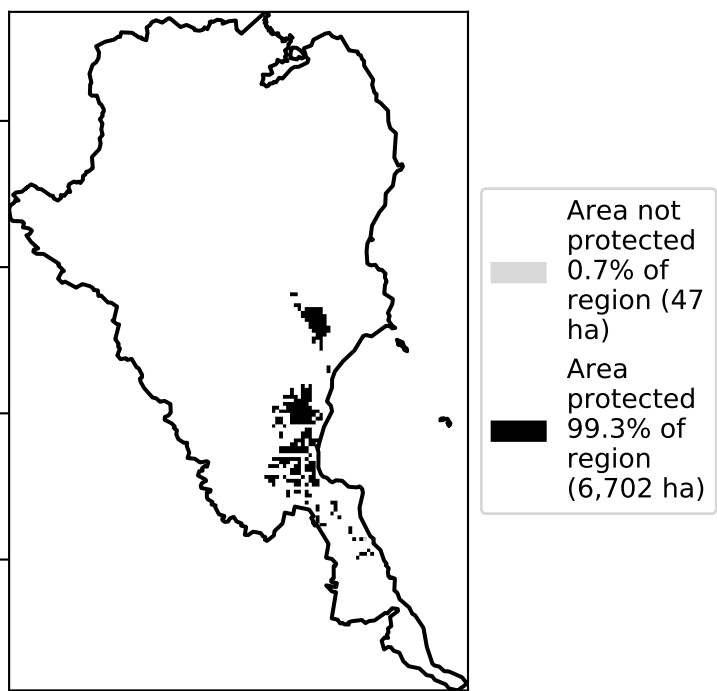 Area not
protected
0.7% of
region (47
ha)
Area
protected
99.3% of
region
(6,702 ha)